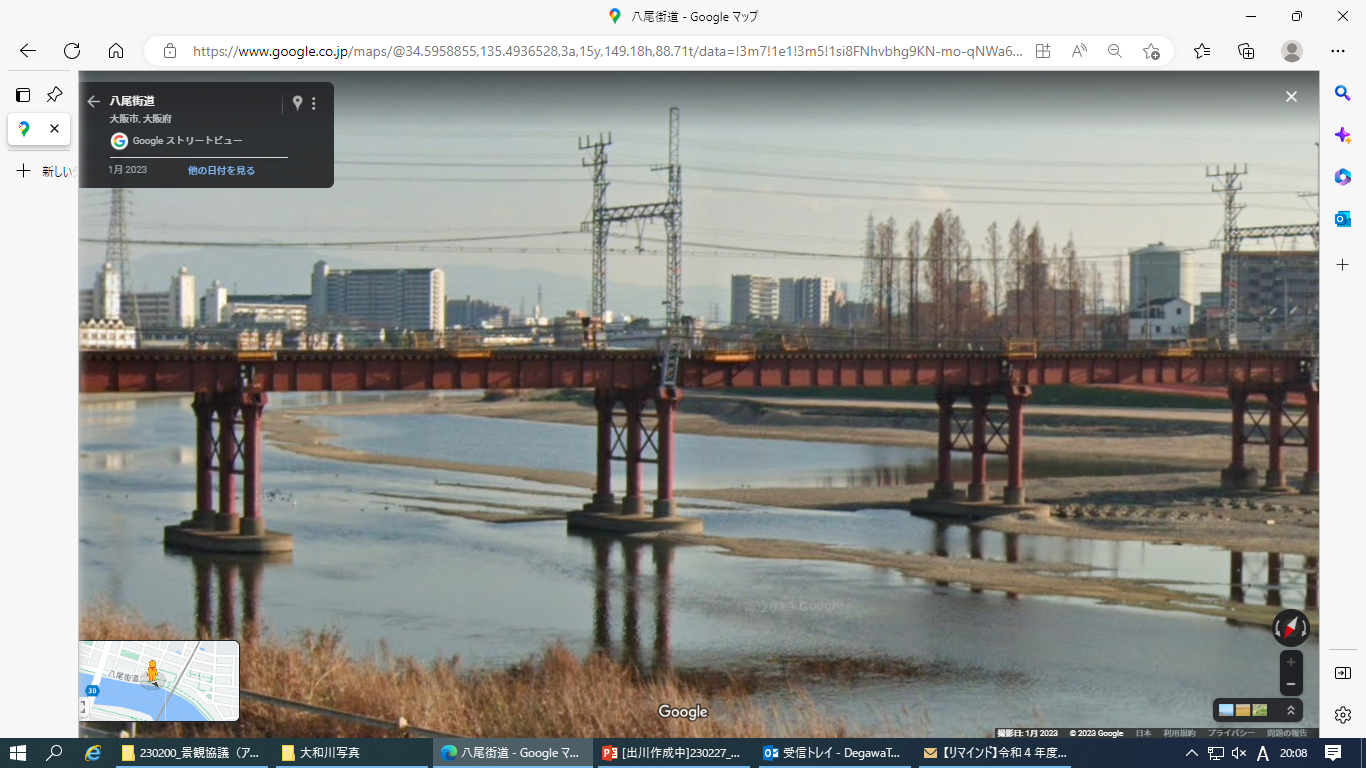 八尾街道 - Google マップ
https://www.google.co.jp/maps/@34.5958855,135.4936528,3a,15y,149.18h,88.71t/data=!3m7!1e1!3m5!1si8FNhvbhg9KN-mo-qNWa6...
新しい
八尾街道
大阪市, 大阪府
Google ストリートビュー
1月 2023
他の日付を見る
© 2023 Google
八尾街道
30
Google
撮影日: 1月 2023 © 2023 Google 日本 利用規約 プライバシー 問題の報告
230200_景観協議（ア...
大和川写真
八尾街道 - Google マ...
[出川作成中]230227_...
受信トレイ - DegawaT...
【リマインド】令和４年度...
A
20:08